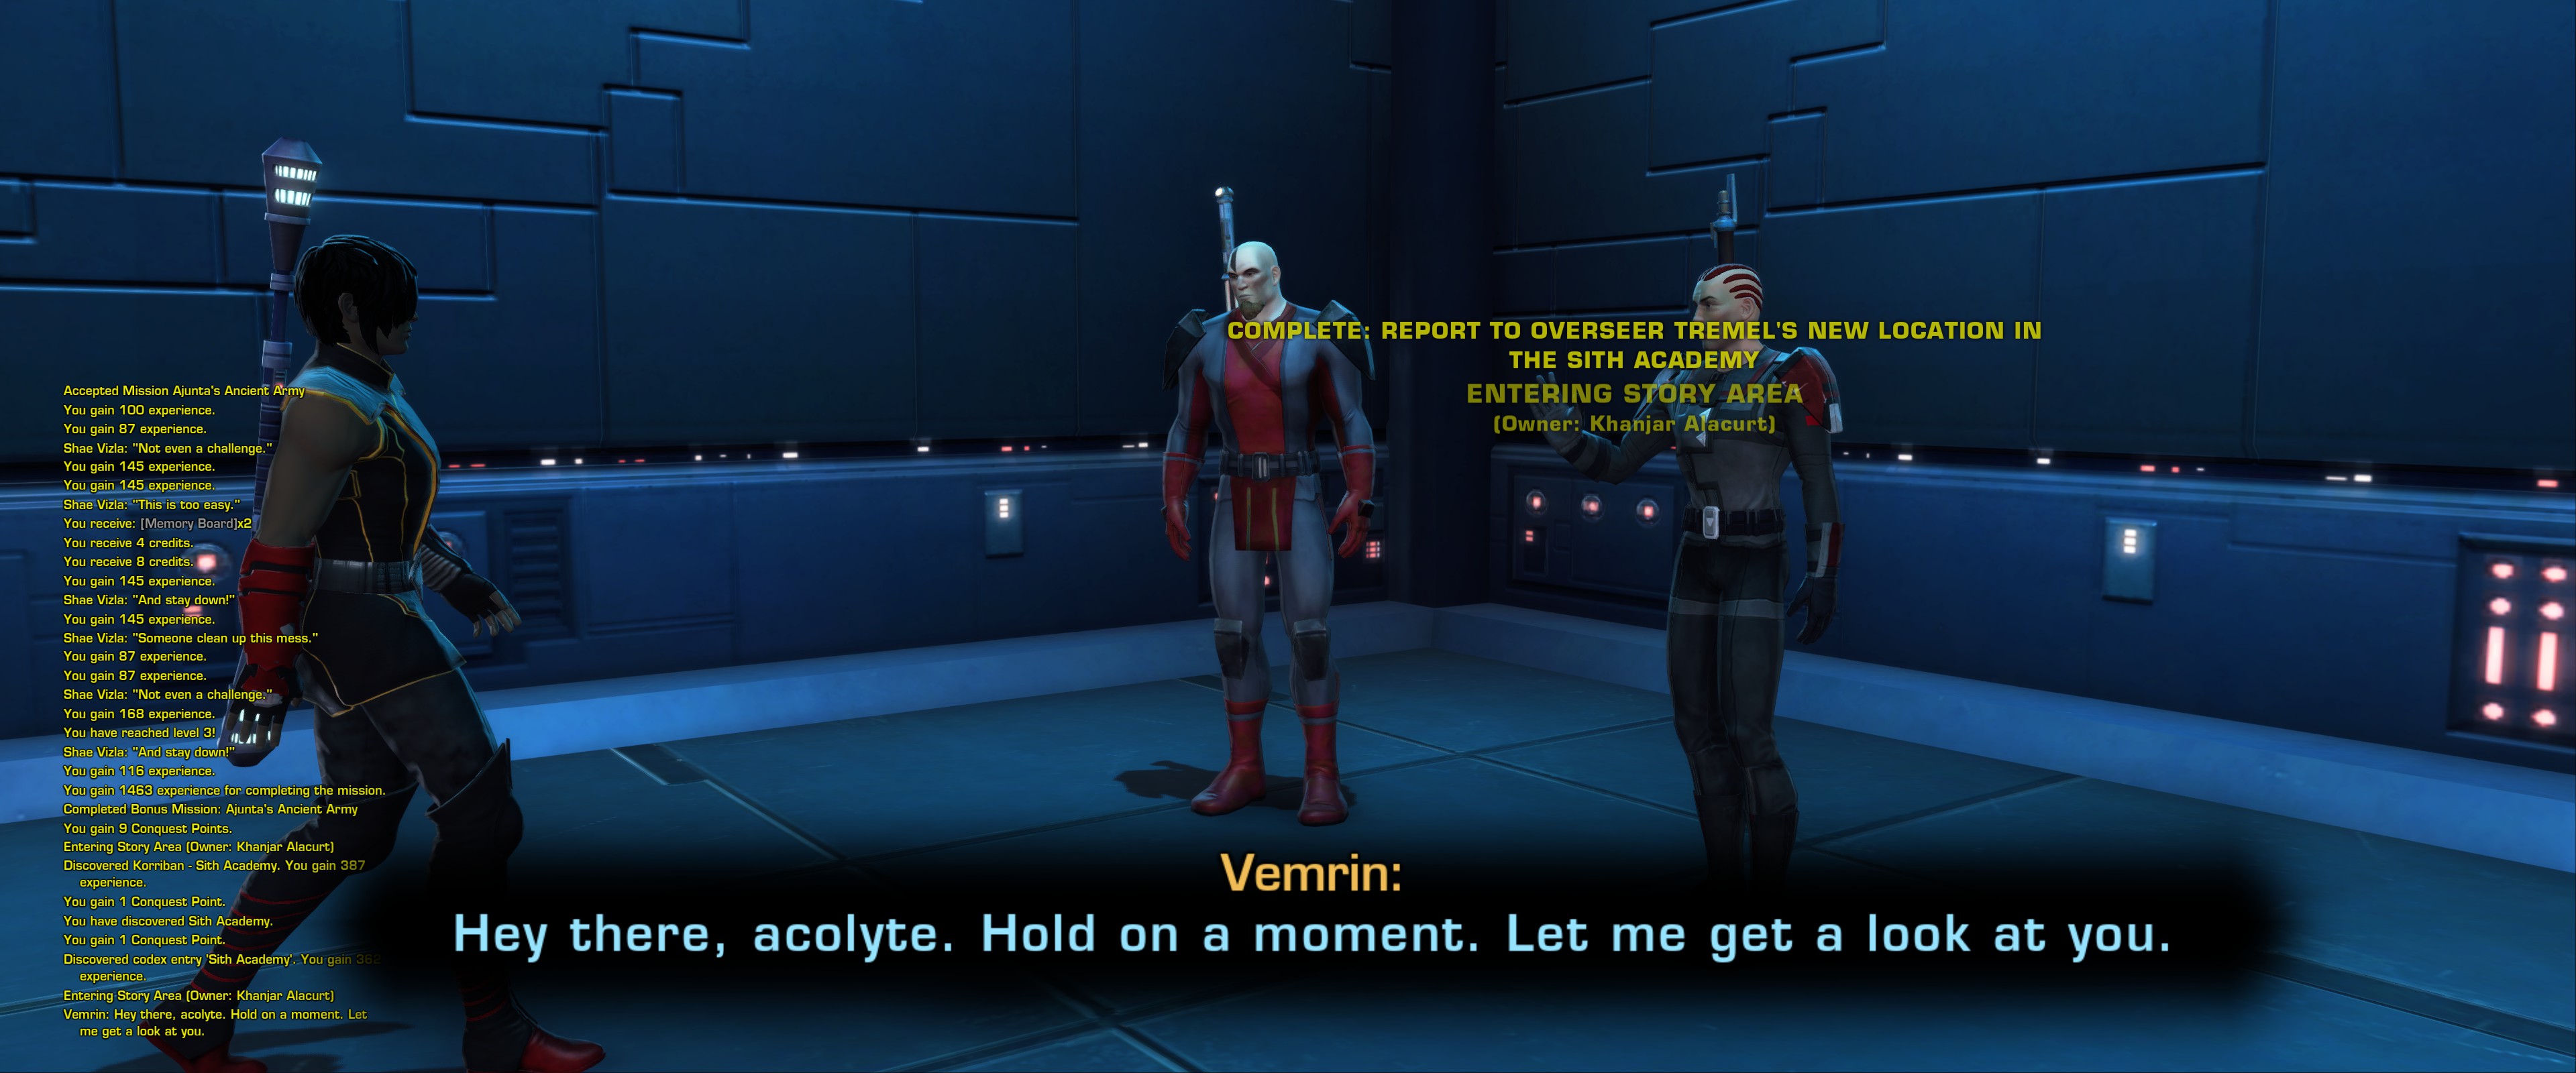 COMPLETE: REPORT TO OVERSEER TREMEL'S NEW LOCATION IN
THE SITH ACADEMY
ENTERING STORY AREA
(Owner: Khanjar Alacurt)
Accepted Mission Ajunta's Ancient Army
You gain 100 experience.
You gain 87 experience.
Shae Vizla: "Not even a challenge."
You gain 145 experience.
You gain 145 experience.
Shae Vizla: "This is too easy."
You receive: [Memory Board]x2
You receive 4 credits.
You receive 8 credits.
You gain 145 experience.
Shae Vizla: "And stay down!"
You gain 145 experience.
Shae Vizla: "Someone clean up this mess."
You gain 87 experience.
You gain 87 experience.
Shae Vizla: "Not even a challenge."
You gain 168 experience.
You have reached level 3!
Shae Vizla: "And stay down!"
You gain 116 experience.
You gain 1463 experience for completing the mission.
Completed Bonus Mission: Ajunta's Ancient Army
You gain 9 Conquest Points.
Entering Story Area (Owner: Khanjar Alacurt)
Discovered Korriban - Sith Academy. You gain 387
experience.
You gain 1 Conquest Point.
You have discovered Sith Academy.
You gain 1 Conquest Point.
Discovered codex entry 'Sith Academy'. You gain 362
experience.
Entering Story Area (Owner: Khanjar Alacurt)
Vemrin: Hey there, acolyte. Hold on a moment. Let
me get a look at you.
Vemrin:
Hey there, acolyte. Hold on a moment. Let me get a look at you.